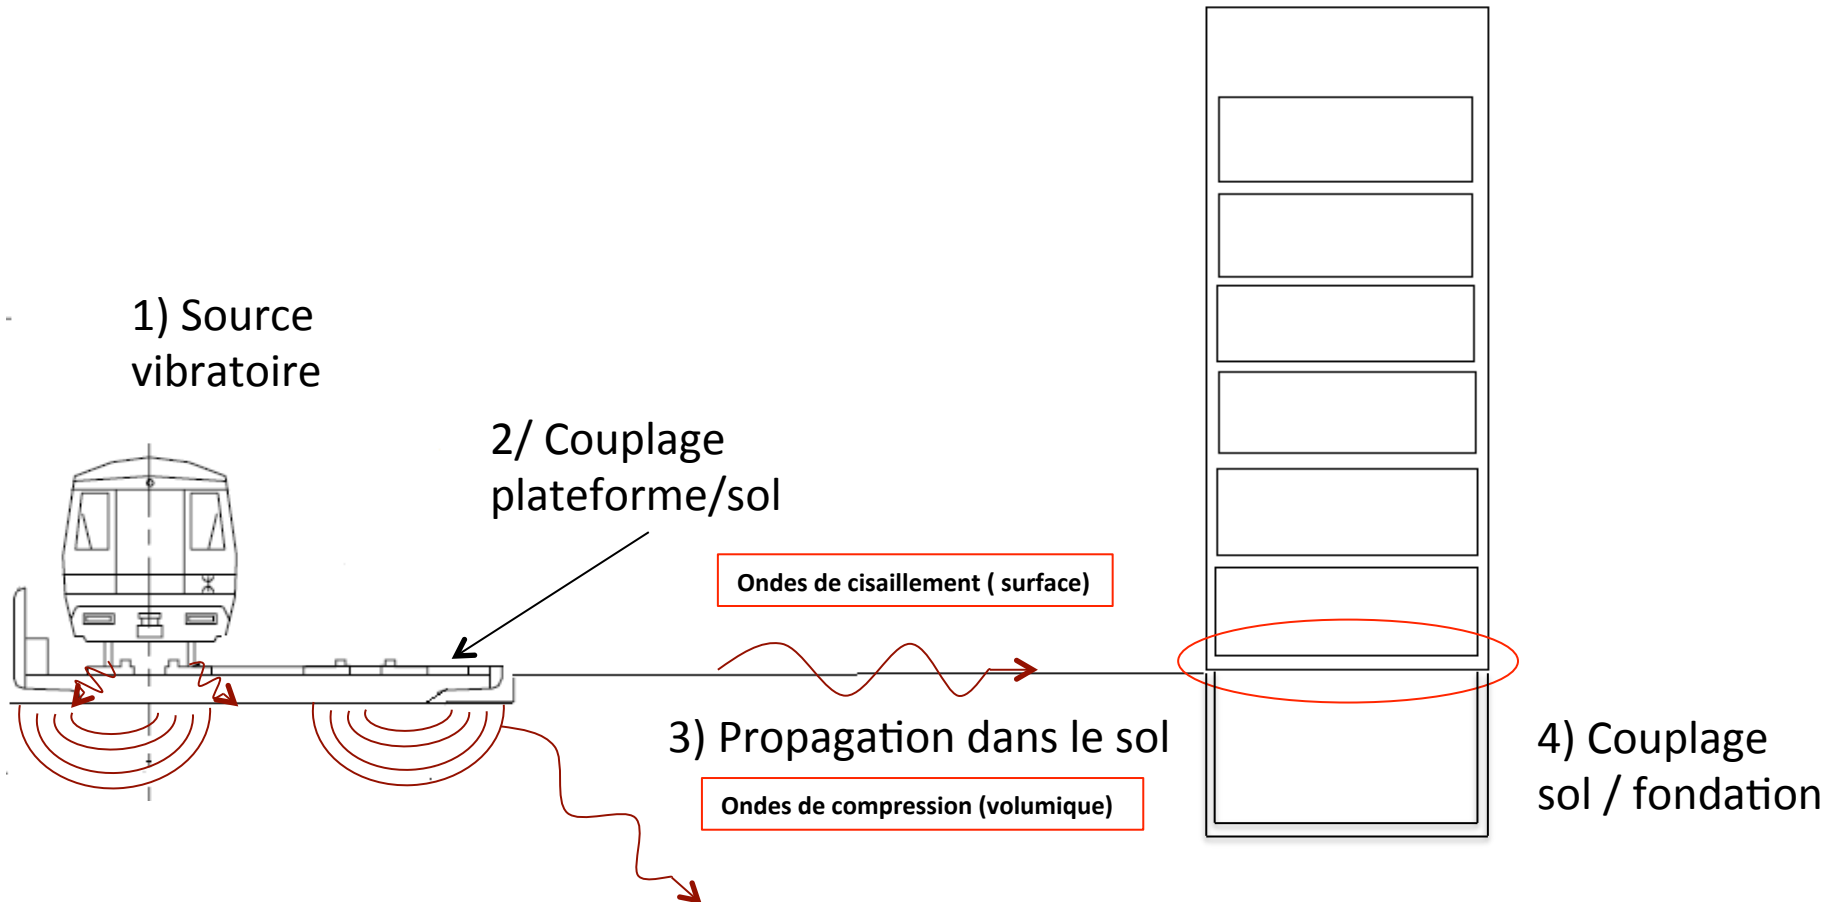 1) Source
vibratoire
2/ Couplage
plateforme/sol
Ondes de cisaillement ( surface)
3) Propagation dans le sol
Ondes de compression (volumique)
4) Couplage
sol / fondation